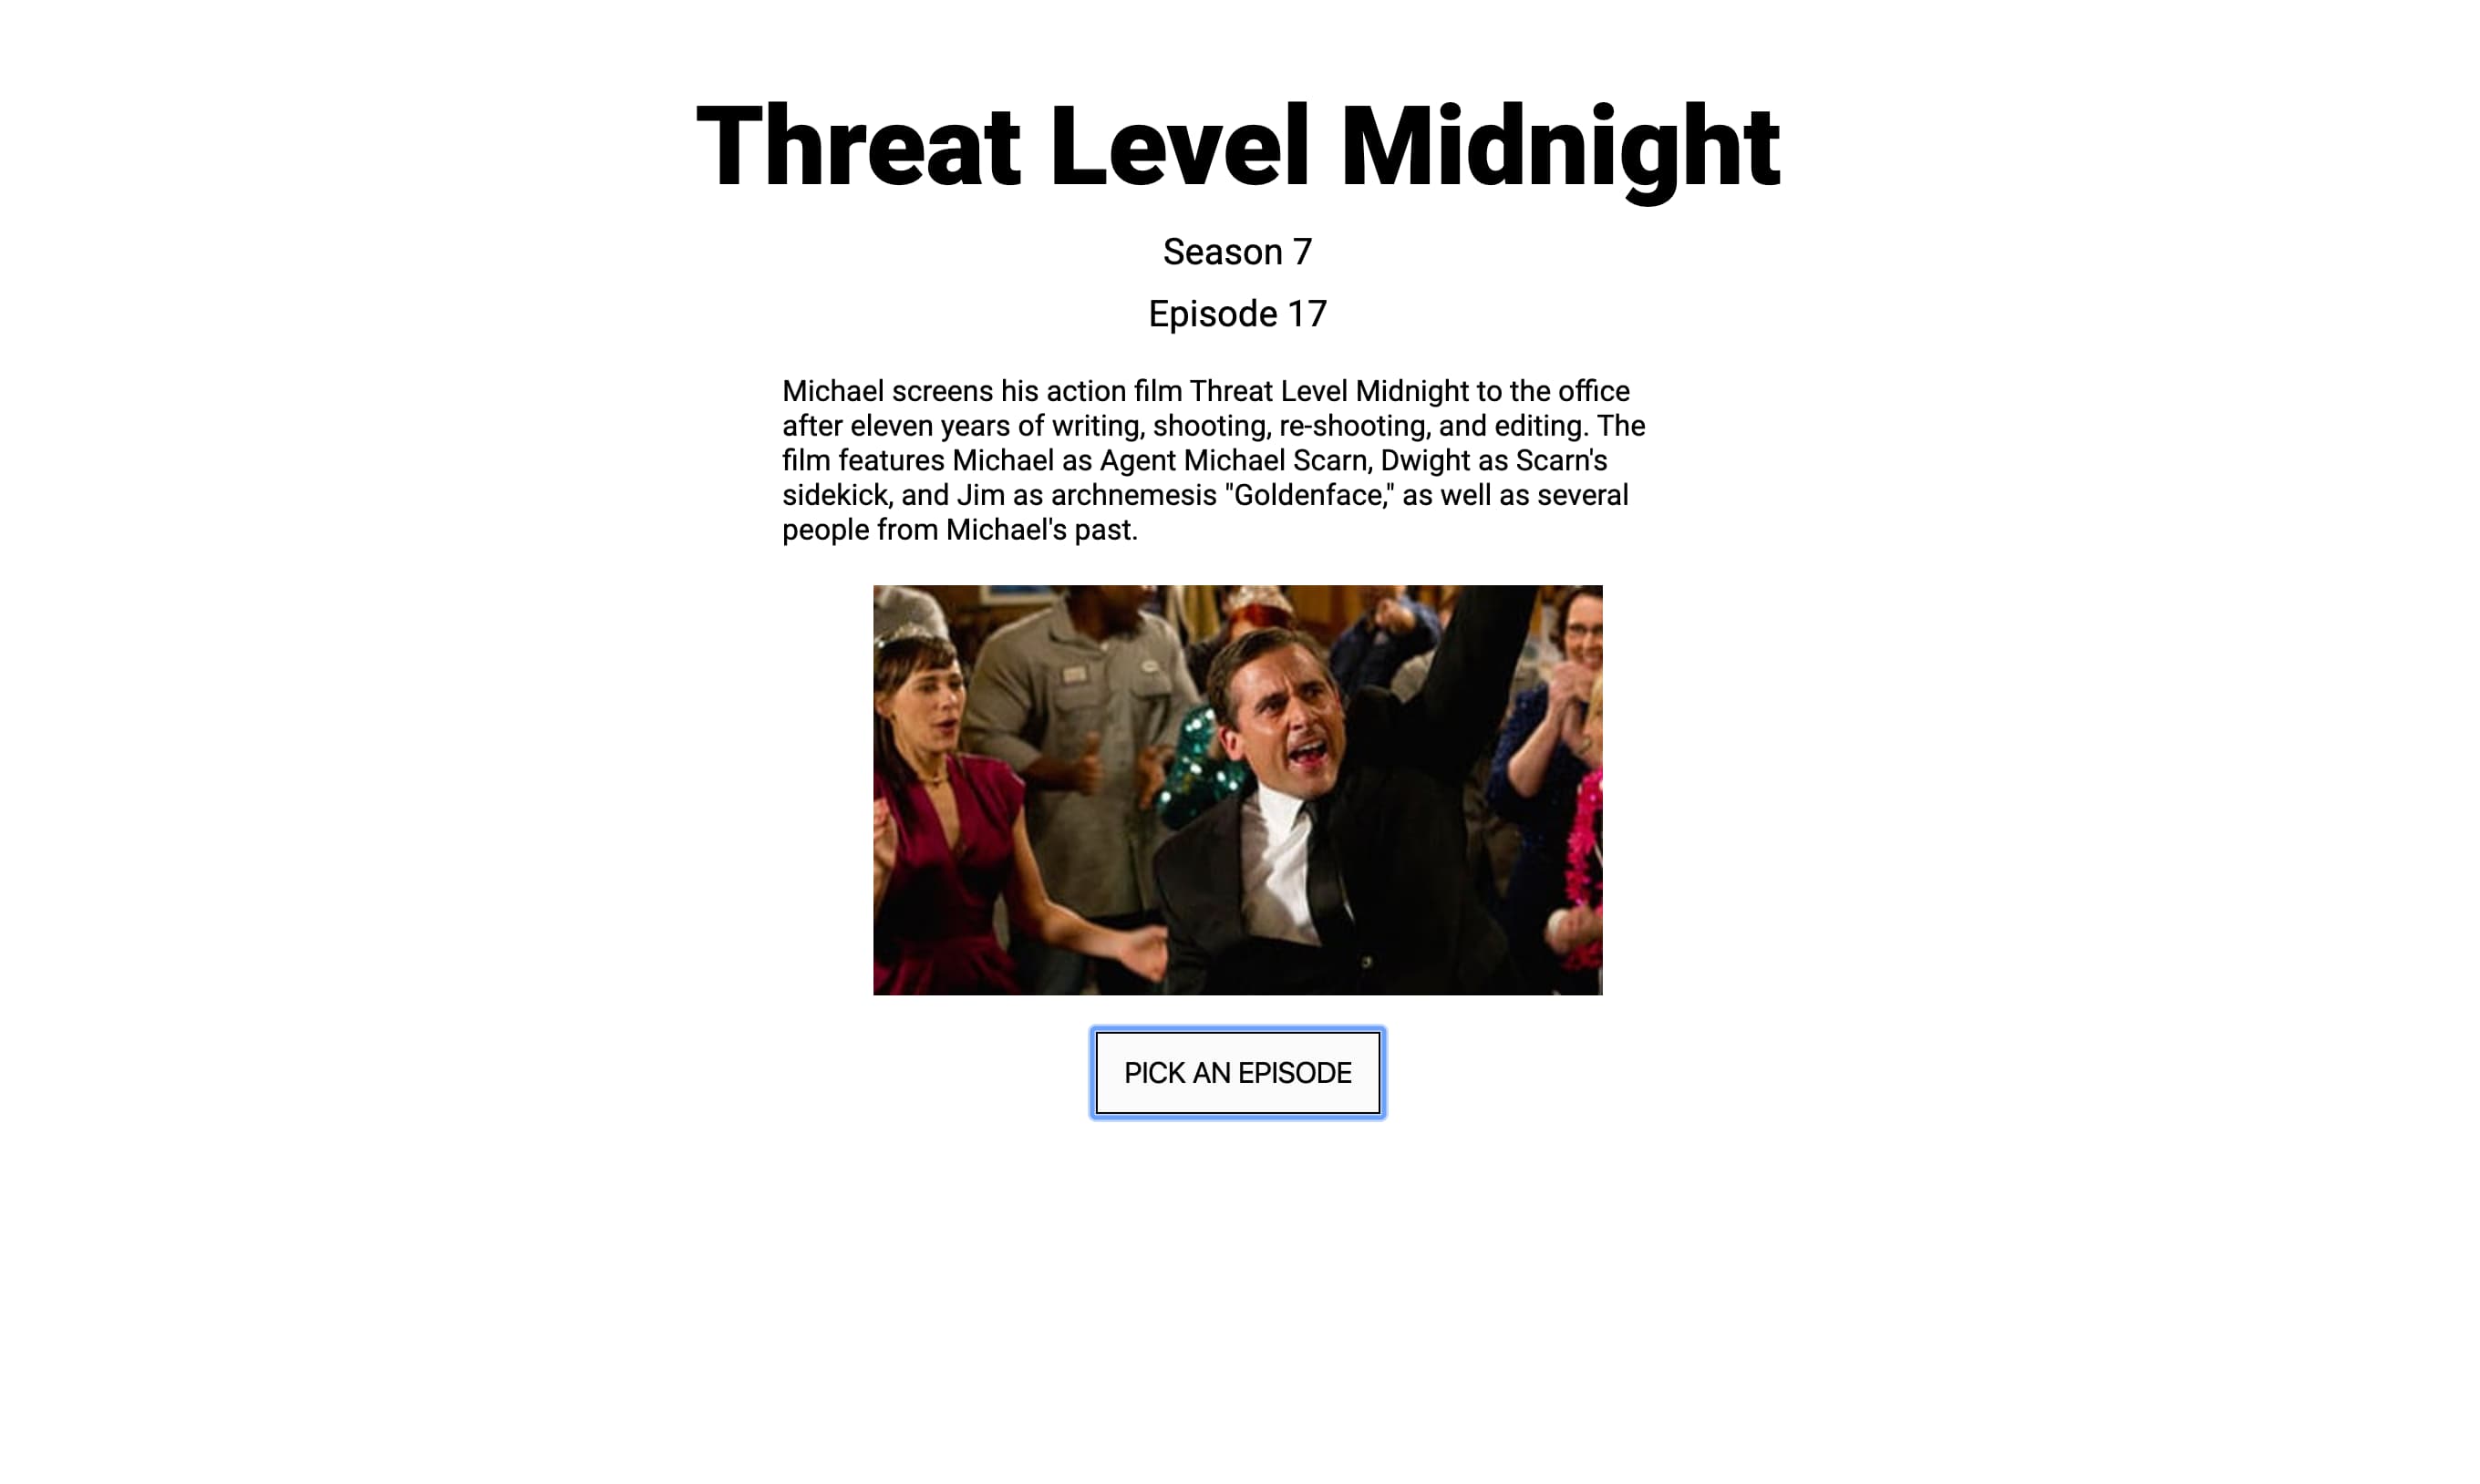 Threat Level Midnight
Season 7
Episode 17
Michael screens his action film Threat Level Midnight to the office
after eleven years of writing, shooting, re-shooting, and editing. The
film features Michael as Agent Michael Scarn, Dwight as Scarn's
sidekick, and Jim as archnemesis "Goldenface," as well as several
people from Michael's past.
PICK AN EPISODE